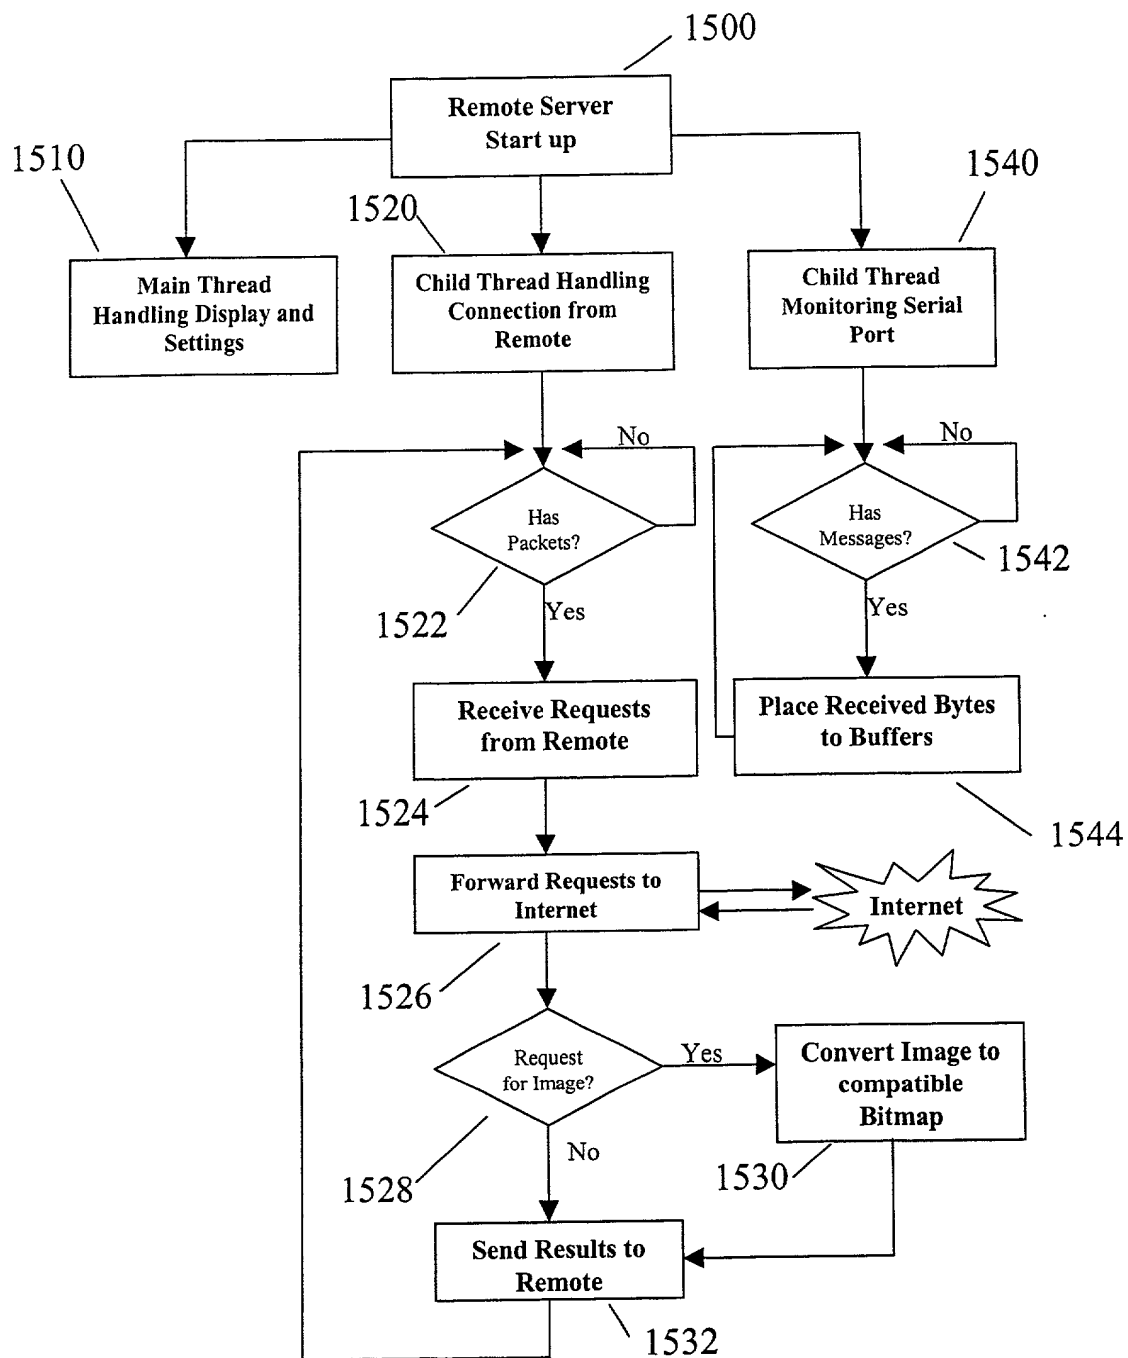 1500
Remote Server
Start up
1510
1520
1540
Main Thread
Handling Display and
Settings
Child Thread Handling
Connection from
Remote
Child Thread
Monitoring Serial
Port
No
No
Has
Packets?
Has
Messages?
1522
1542
Yes
Yes
Receive Requests
from Remote
Place Received Bytes
to Buffers
1524
1544
Forward Requests to
Internet
Internet
1526
Request
for Image?
Yes
Convert Image to
compatible
Bitmap
1528
No
1530
Send Results to
Remote
1532